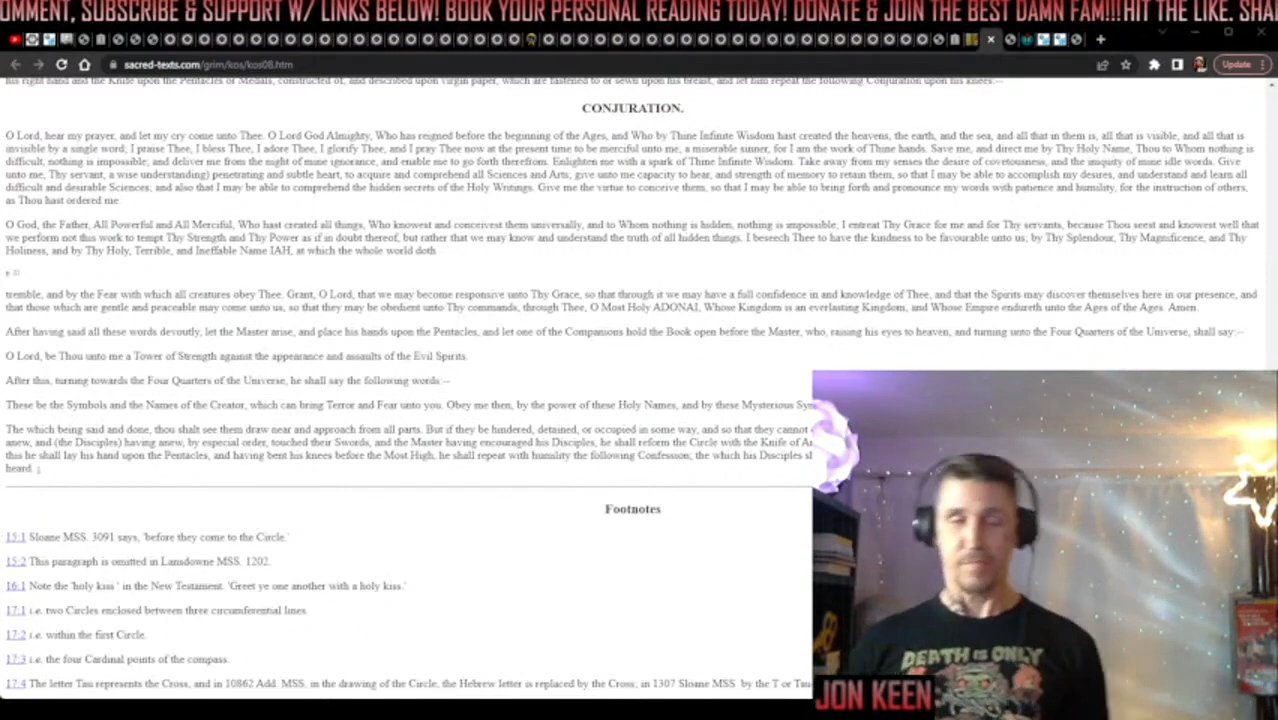 OMMENT, SUBSCRIBE & SUPPORT W/ LINKS BELOW! BOOK YOUR PERSONAL READING TODAY! DONATE & JOIN THE BEST DAMN FAM!!! HIT THE LIKE, SHA
sacred-texts.com/grim/kos/kos08.htm
Update
his right hand and the Knife upon the Pentacles or Medals, constructed of, and described upon virgin paper, which are fastened to or sewn upon his breast, and let him repeat the following Conjuration upon his knees:--
CONJURATION.
O Lord, hear my prayer, and let my cry come unto Thee. O Lord God Almighty, Who has reigned before the beginning of the Ages, and Who by Thine Infinite Wisdom hast created the heavens, the earth, and the sea, and all that in them is, all that is visible, and all that is
invisible by a single word; I praise Thee, I bless Thee, I adore Thee, I glorify Thee, and I pray Thee now at the present time to be merciful unto me, a miserable sinner, for I am the work of Thine hands. Save me, and direct me by Thy Holy Name, Thou to Whom nothing is
difficult, nothing is impossible; and deliver me from the night of mine ignorance, and enable me to go forth therefrom. Enlighten me with a spark of Thine Infinite Wisdom. Take away from my senses the desire of covetousness, and the iniquity of mine idle words. Give
unto me, Thy servant, a wise understanding) penetrating and subtle heart, to acquire and comprehend all Sciences and Arts; give unto me capacity to hear, and strength of memory to retain them, so that I may be able to accomplish my desires, and understand and learn all
difficult and desirable Sciences; and also that I may be able to comprehend the hidden secrets of the Holy Writings. Give me the virtue to conceive them, so that I may be able to bring forth and pronounce my words with patience and humility, for the instruction of others,
as Thou hast ordered me.
O God, the Father, All Powerful and All Merciful, Who hast created all things, Who knowest and conceivest them universally, and to Whom nothing is hidden, nothing is impossible; I entreat Thy Grace for me and for Thy servants, because Thou seest and knowest well that
we perform not this work to tempt Thy Strength and Thy Power as if in doubt thereof, but rather that we may know and understand the truth of all hidden things. I beseech Thee to have the kindness to be favourable unto us; by Thy Splendour, Thy Magnificence, and Thy
Holiness, and by Thy Holy, Terrible, and Ineffable Name IAH, at which the whole world doth
tremble, and by the Fear with which all creatures obey Thee. Grant, O Lord, that we may become responsive unto Thy Grace, so that through it we may have a full confidence in and knowledge of Thee, and that the Spirits may discover themselves here in our presence, and
that those which are gentle and peaceable may come unto us, so that they may be obedient unto Thy commands, through Thee, O Most Holy ADONAI, Whose Kingdom is an everlasting Kingdom, and Whose Empire endureth unto the Ages of the Ages. Amen.
After having said all these words devoutly, let the Master arise, and place his hands upon the Pentacles, and let one of the Companions hold the Book open before the Master, who, raising his eyes to heaven, and turning unto the Four Quarters of the Universe, shall say:--
O Lord, be Thou unto me a Tower of Strength against the appearance and assaults of the Evil Spirits.
After this, turning towards the Four Quarters of the Universe, he shall say the following words:--
These be the Symbols and the Names of the Creator, which can bring Terror and Fear unto you. Obey me then, by the power of these Holy Names, and by these Mysterious Sym
The which being said and done, thou shalt see them draw near and approach from all parts. But if they be hindered, detained, or occupied in some way, and so that they cannot
anew, and (the Disciples) having anew, by especial order, touched their Swords, and the Master having encouraged his Disciples, he shall reform the Circle with the Knife of Ar
this he shall lay his hand upon the Pentacles, and having bent his knees before the Most High, he shall repeat with humility the following Confession; the which his Disciples sh
heard.
Footnotes
15:1 Sloane MSS. 3091 says, 'before they come to the Circle.'
15:2 This paragraph is omitted in Lansdowne MSS. 1202.
16:1 Note the 'holy kiss ' in the New Testament. 'Greet ye one another with a holy kiss.'
17:1 i.e. two Circles enclosed between three circumferential lines.
17:2 i.e. within the first Circle.
17:3 i.e. the four Cardinal points of the compass.
17:4 The letter Tau represents the Cross, and in 10862 Add. MSS. in the drawing of the Circle, the Hebrew letter is replaced by the Cross; in 1307 Sloane MSS. by the T or Tau
DEATH IS ONLY
JON KEEN